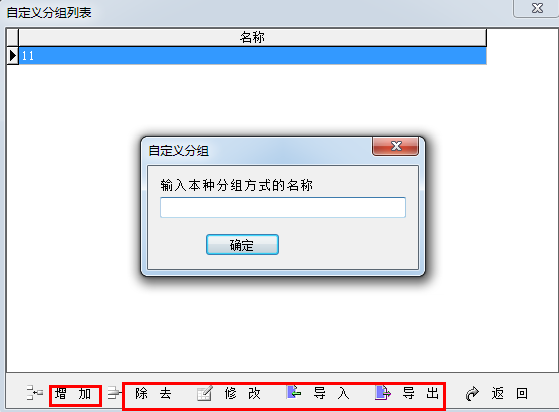 自定义分组列表
名称
11
自定义分组
输入本种分组方式的名称
确定
增 加 除 去 修 改 导 入 导 出 返 回